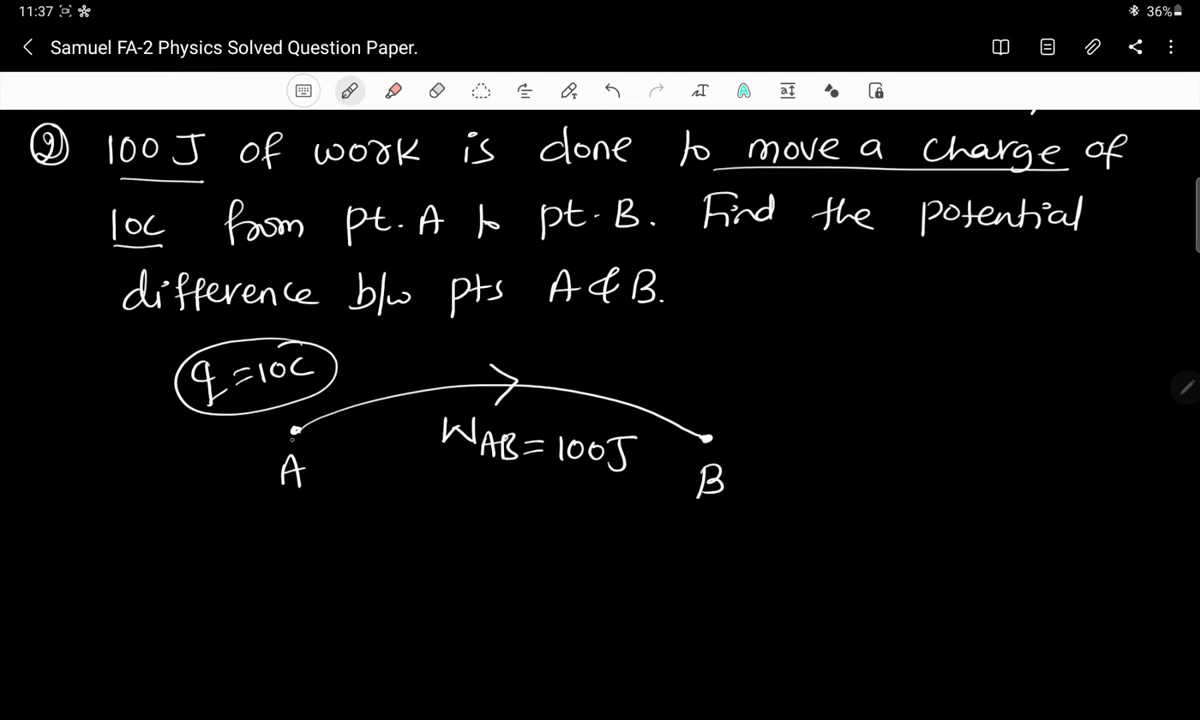 11:37
36%
Samuel FA-2 Physics Solved Question Paper.
② 100 J of work is done to move a charge of
10C from pt. A to pt. B. Find the potential
difference b/w pts A & B.
q = 10C
W_AB = 100J
A
B